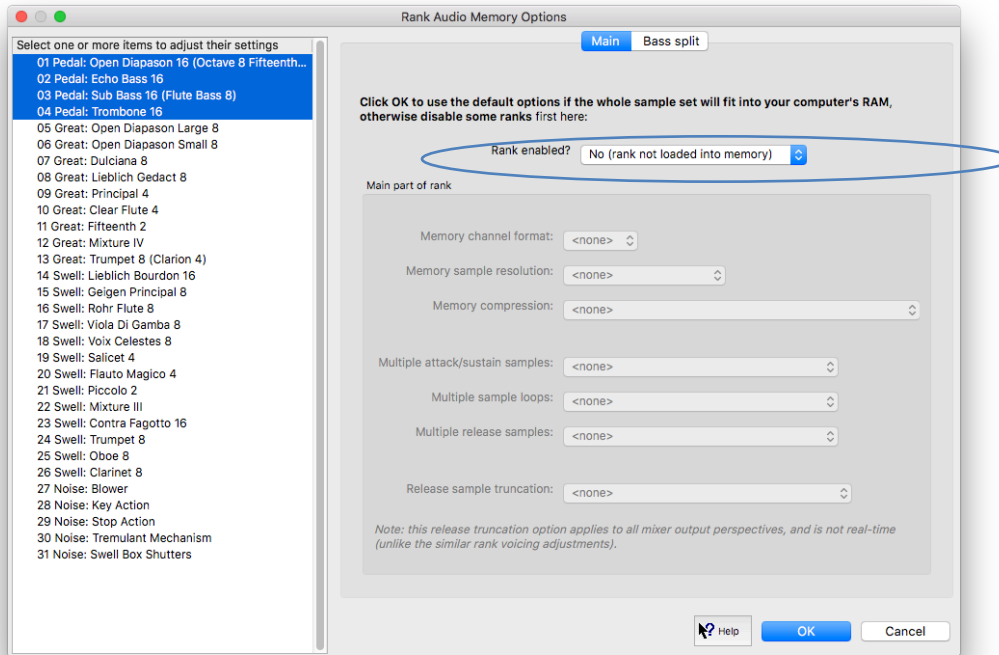 Rank Audio Memory Options
Select one or more items to adjust their settings
01 Pedal: Open Diapason 16 (Octave 8 Fifteenth...
02 Pedal: Echo Bass 16
03 Pedal: Sub Bass 16 (Flute Bass 8)
04 Pedal: Trombone 16
05 Great: Open Diapason Large 8
06 Great: Open Diapason Small 8
07 Great: Dulciana 8
08 Great: Lieblich Gedact 8
09 Great: Principal 4
10 Great: Clear Flute 4
11 Great: Fifteenth 2
12 Great: Mixture IV
13 Great: Trumpet 8 (Clarion 4)
14 Swell: Lieblich Bourdon 16
15 Swell: Geigen Principal 8
16 Swell: Rohr Flute 8
17 Swell: Viola Di Gamba 8
18 Swell: Voix Celestes 8
19 Swell: Salicet 4
20 Swell: Flauto Magico 4
21 Swell: Piccolo 2
22 Swell: Mixture III
23 Swell: Contra Fagotto 16
24 Swell: Trumpet 8
25 Swell: Oboe 8
26 Swell: Clarinet 8
27 Noise: Blower
28 Noise: Key Action
29 Noise: Stop Action
30 Noise: Tremulant Mechanism
31 Noise: Swell Box Shutters
Main Bass split
Click OK to use the default options if the whole sample set will fit into your computer's RAM,
otherwise disable some ranks first here:
Rank enabled? No (rank not loaded into memory)
Main part of rank
Memory channel format: <none>
Memory sample resolution: <none>
Memory compression: <none>
Multiple attack/sustain samples: <none>
Multiple sample loops: <none>
Multiple release samples: <none>
Release sample truncation: <none>
Note: this release truncation option applies to all mixer output perspectives, and is not real-time
(unlike the similar rank voicing adjustments).
? Help OK Cancel